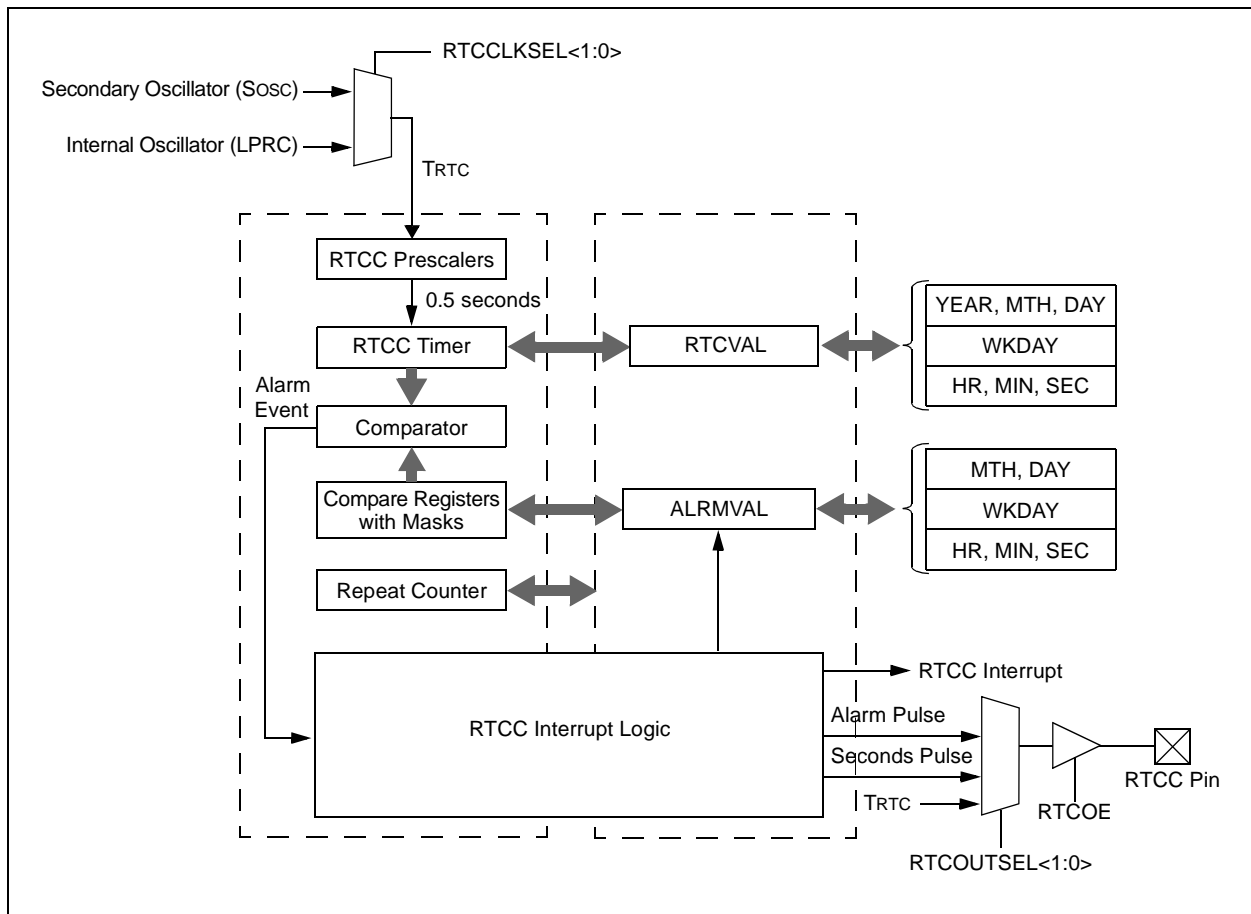 RTCCLKSEL<1:0>
Secondary Oscillator (SOSC)
Internal Oscillator (LPRC)
TRTC
RTCC Prescalers
0.5 seconds
RTCC Timer
RTCVAL
YEAR, MTH, DAY
WKDAY
HR, MIN, SEC
Alarm
Event
Comparator
Compare Registers
with Masks
ALRMVAL
MTH, DAY
WKDAY
HR, MIN, SEC
Repeat Counter
RTCC Interrupt Logic
RTCC Interrupt
Alarm Pulse
Seconds Pulse
TRTC
RTCC Pin
RTCOE
RTCOUTSEL<1:0>